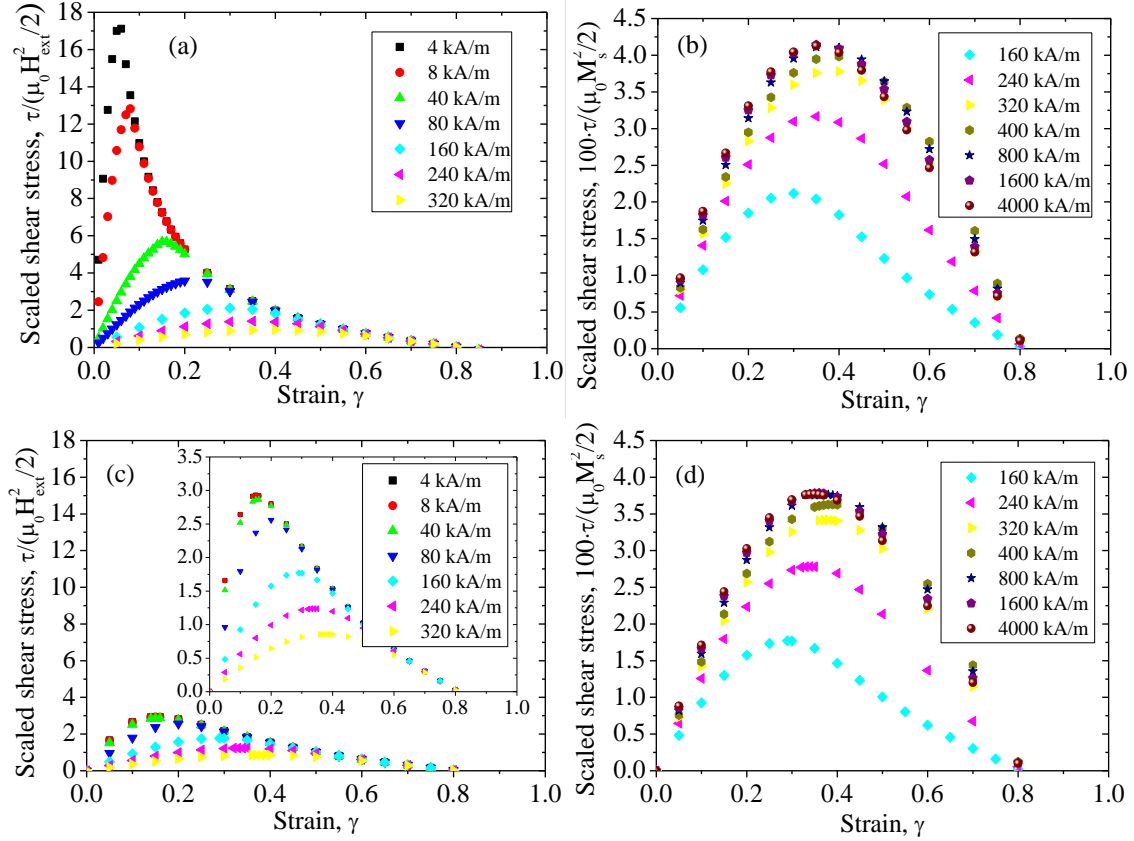 18
16
14
12
10
8
6
4
2
0
0.0 0.2 0.4 0.6 0.8 1.0
Scaled shear stress, τ/(μ₀H²ext/2)
Strain, γ
(a)
4 kA/m
8 kA/m
40 kA/m
80 kA/m
160 kA/m
240 kA/m
320 kA/m
4.5
4.0
3.5
3.0
2.5
2.0
1.5
1.0
0.5
0.0
0.0 0.2 0.4 0.6 0.8 1.0
Scaled shear stress, 100·τ/(μ₀M²s/2)
Strain, γ
(b)
160 kA/m
240 kA/m
320 kA/m
400 kA/m
800 kA/m
1600 kA/m
4000 kA/m
18
16
14
12
10
8
6
4
2
0
0.0 0.2 0.4 0.6 0.8 1.0
Scaled shear stress, τ/(μ₀H²ext/2)
Strain, γ
(c)
3.5
3.0
2.5
2.0
1.5
1.0
0.5
0.0
0.0 0.2 0.4 0.6 0.8 1.0
4 kA/m
8 kA/m
40 kA/m
80 kA/m
160 kA/m
240 kA/m
320 kA/m
4.5
4.0
3.5
3.0
2.5
2.0
1.5
1.0
0.5
0.0
0.0 0.2 0.4 0.6 0.8 1.0
Scaled shear stress, 100·τ/(μ₀M²s/2)
Strain, γ
(d)
160 kA/m
240 kA/m
320 kA/m
400 kA/m
800 kA/m
1600 kA/m
4000 kA/m